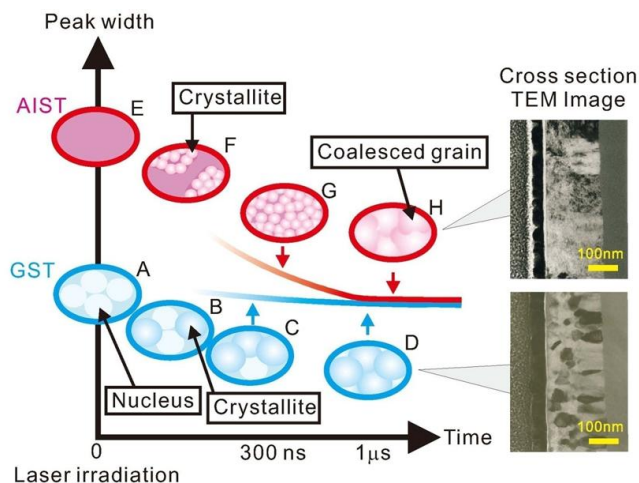 Peak width
AIST
E
Crystallite
F
Coalesced grain
G
H
Cross section
TEM Image
100nm
GST
A
B
C
D
Nucleus
Crystallite
100nm
0
300 ns
1μs
Time
Laser irradiation